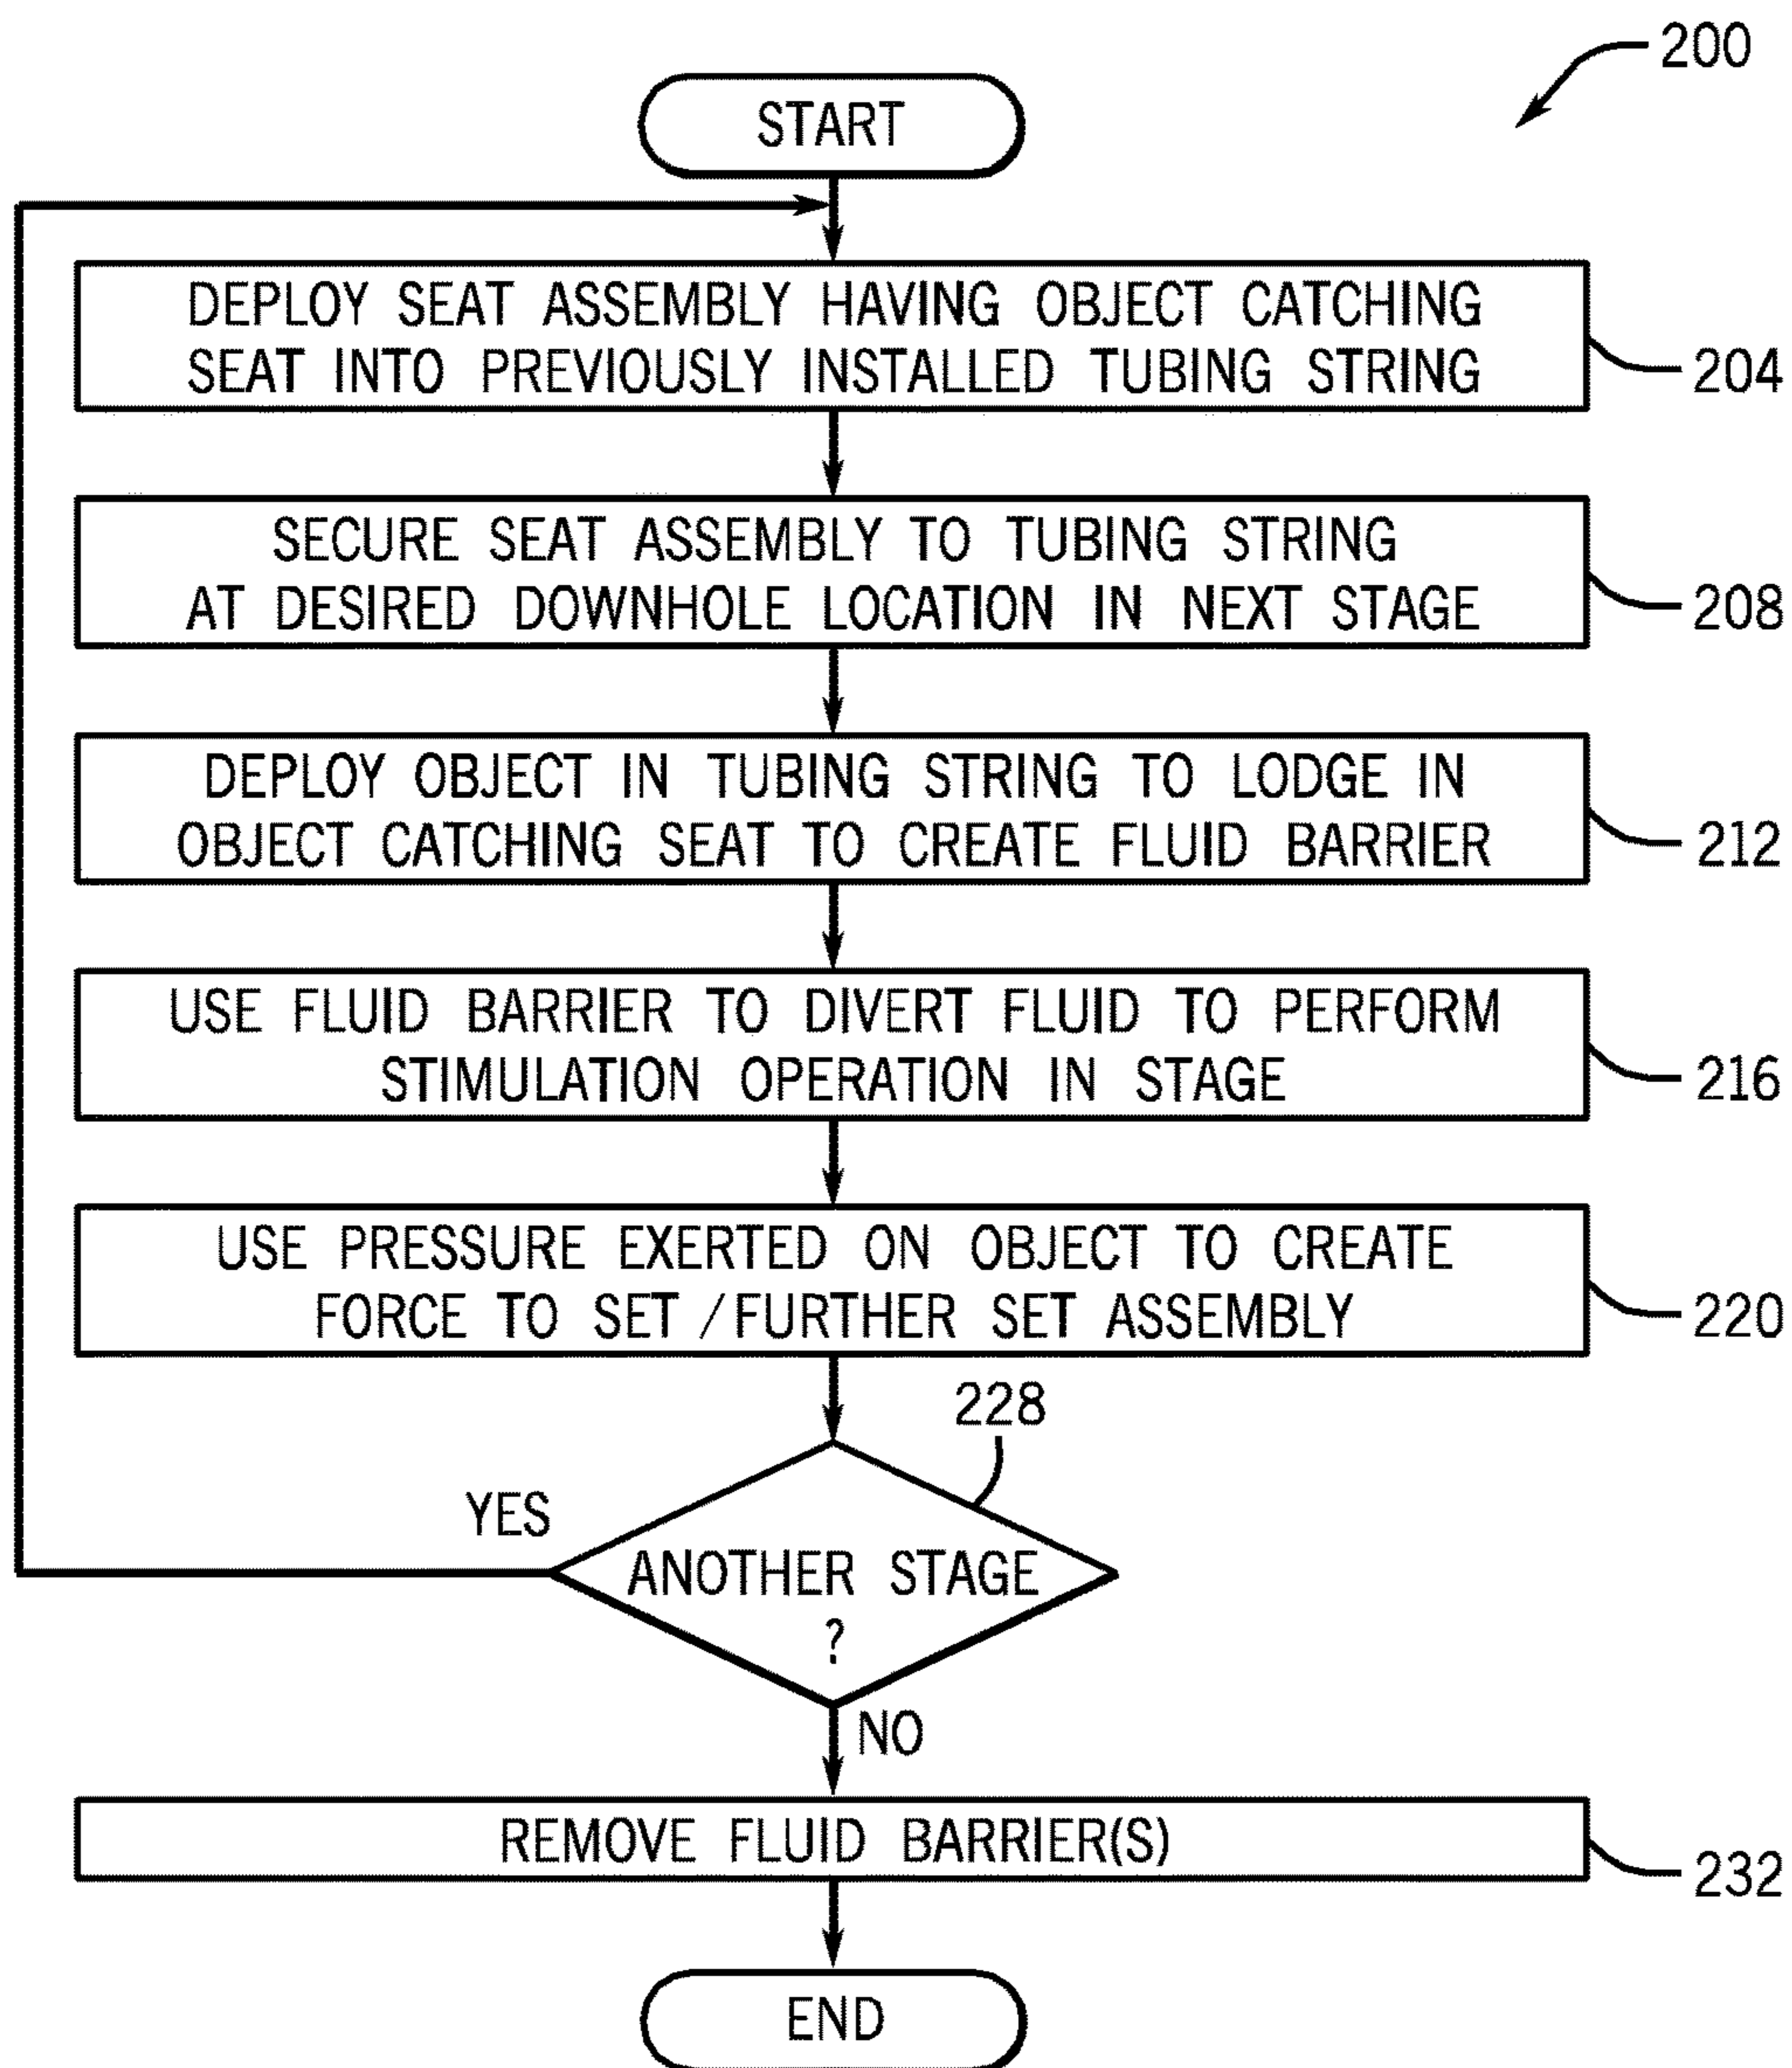 200
START
DEPLOY SEAT ASSEMBLY HAVING OBJECT CATCHING
SEAT INTO PREVIOUSLY INSTALLED TUBING STRING
204
SECURE SEAT ASSEMBLY TO TUBING STRING
AT DESIRED DOWNHOLE LOCATION IN NEXT STAGE
208
DEPLOY OBJECT IN TUBING STRING TO LODGE IN
OBJECT CATCHING SEAT TO CREATE FLUID BARRIER
212
USE FLUID BARRIER TO DIVERT FLUID TO PERFORM
STIMULATION OPERATION IN STAGE
216
USE PRESSURE EXERTED ON OBJECT TO CREATE
FORCE TO SET/FURTHER SET ASSEMBLY
220
228
YES
ANOTHER STAGE
?
NO
REMOVE FLUID BARRIER(S)
232
END